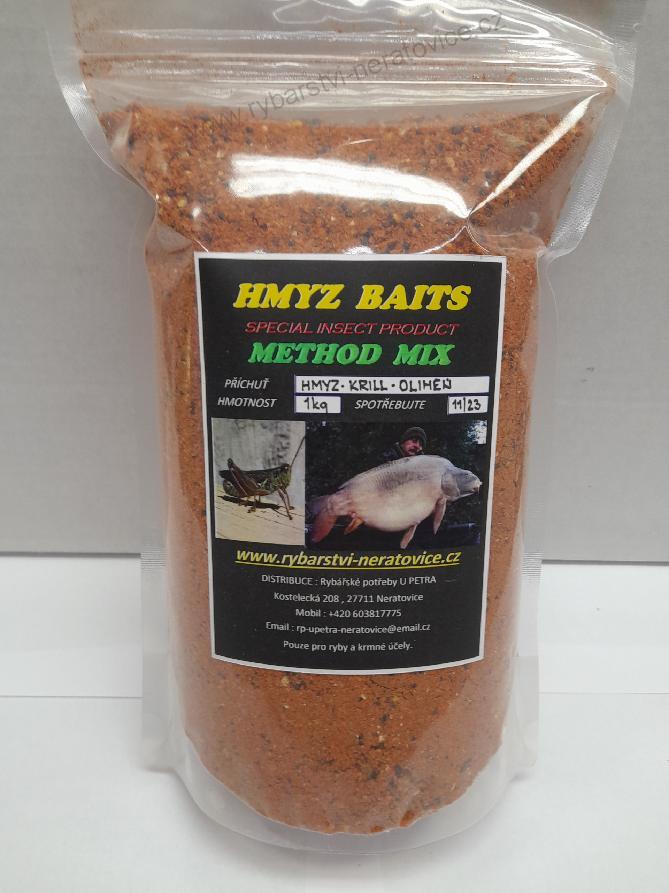 www.rybarstvi-neratovice.cz
HMYZ BAITS
SPECIAL INSECT PRODUCT
METHOD MIX
PŘÍCHUŤ HMYZ · KRILL · OLIHEŇ
HMOTNOST 1kg SPOTŘEBUJTE 11/23
www.rybarstvi-neratovice.cz
DISTRIBUCE : Rybářské potřeby U PETRA
Kostelecká 208 , 27711 Neratovice
Mobil : +420 603817775
Email : rp-upetra-neratovice@email.cz
Pouze pro ryby a krmné účely.